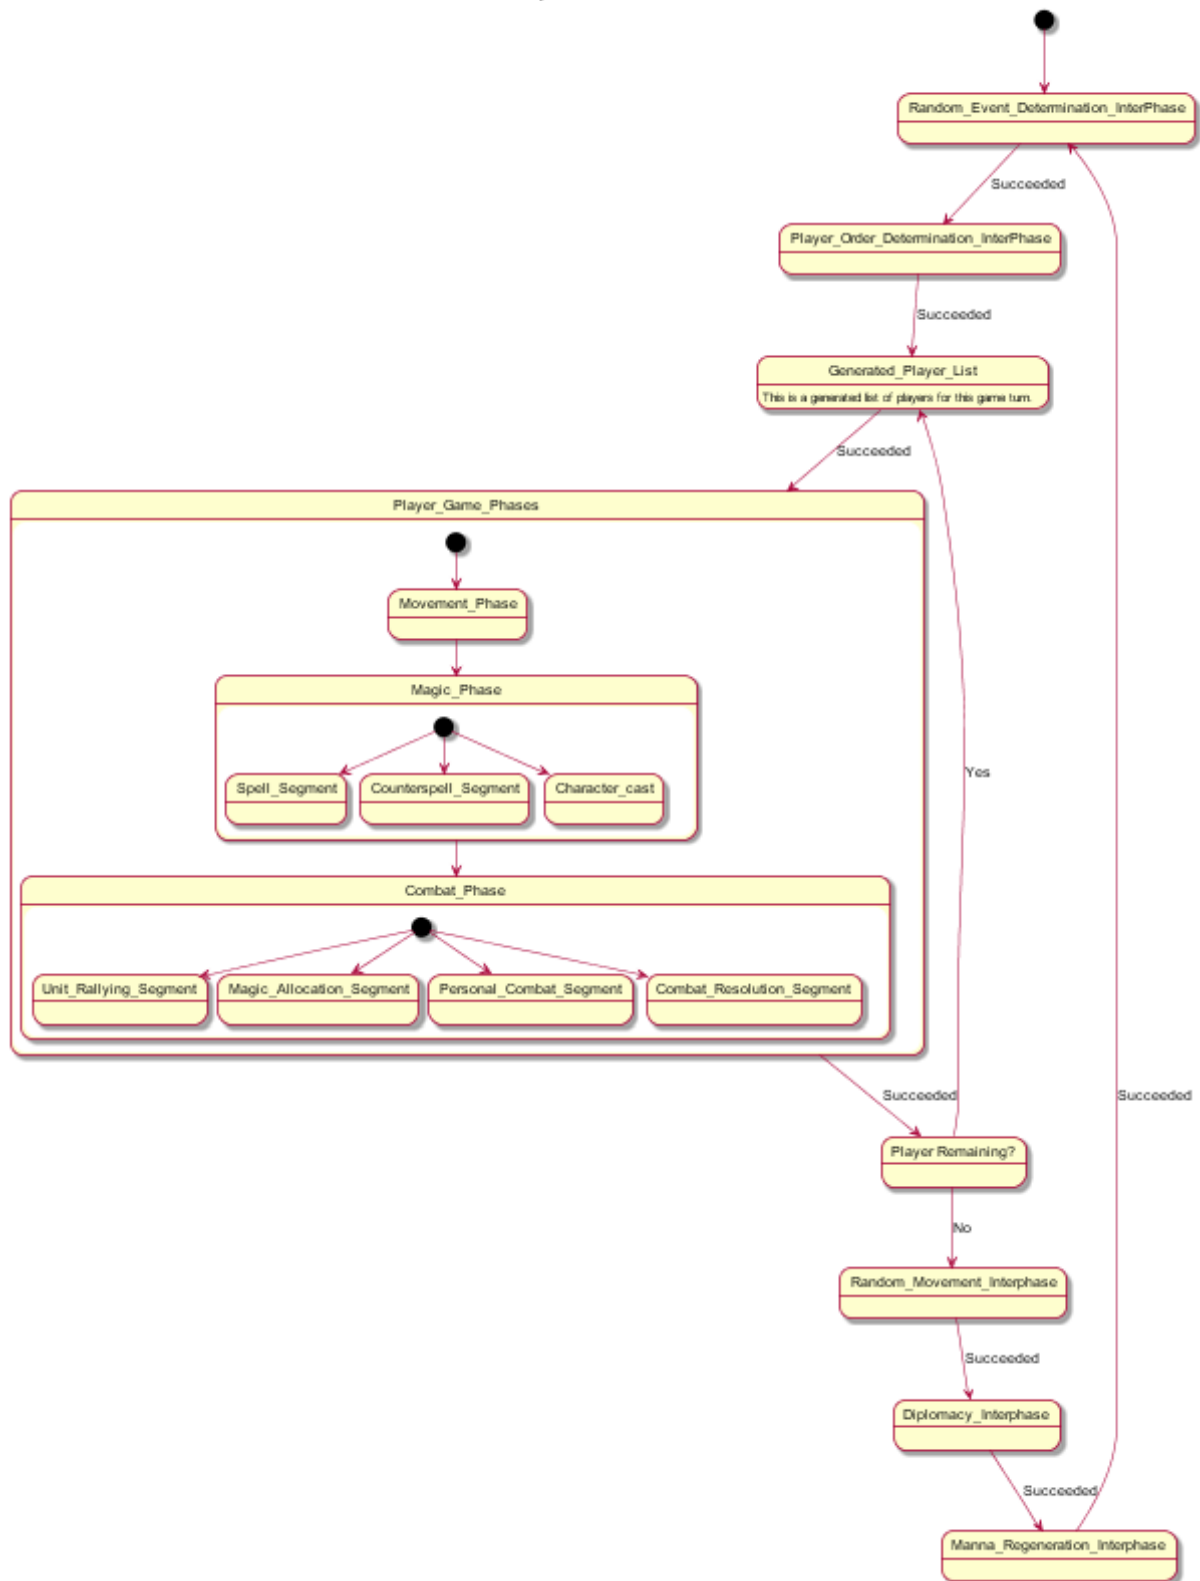 Random_Event_Determination_InterPhase
Succeeded
Player_Order_Determination_InterPhase
Succeeded
Generated_Player_List
This is a generated list of players for this game turn.
Succeeded
Player_Game_Phases
Movement_Phase
Magic_Phase
Spell_Segment
Counterspell_Segment
Character_cast
Combat_Phase
Unit_Rallying_Segment
Magic_Allocation_Segment
Personal_Combat_Segment
Combat_Resolution_Segment
Yes
Succeeded
Succeeded
Player Remaining?
No
Random_Movement_Interphase
Succeeded
Diplomacy_Interphase
Succeeded
Manna_Regeneration_Interphase